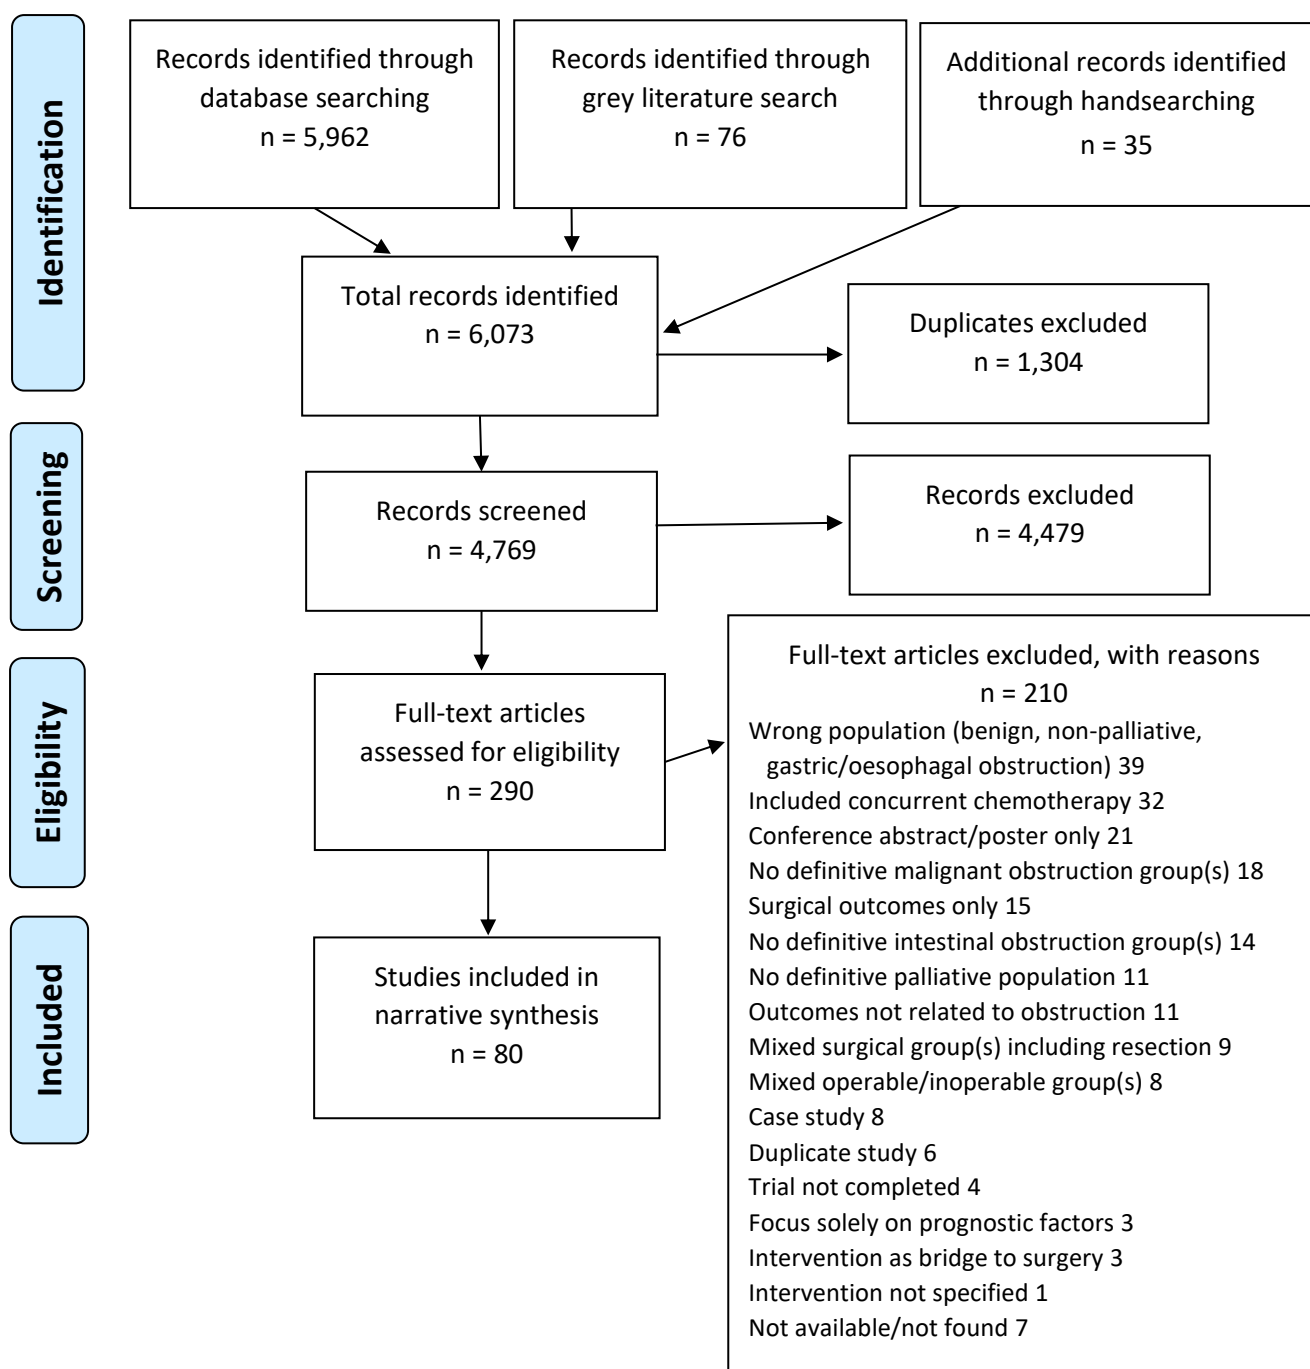 Identification
Records identified through
database searching
n = 5,962
Records identified through
grey literature search
n = 76
Additional records identified
through handsearching
n = 35
Total records identified
n = 6,073
Duplicates excluded
n = 1,304
Screening
Records screened
n = 4,769
Records excluded
n = 4,479
Eligibility
Full-text articles
assessed for eligibility
n = 290
Full-text articles excluded, with reasons
n = 210
Wrong population (benign, non-palliative,
gastric/oesophagal obstruction) 39
Included concurrent chemotherapy 32
Conference abstract/poster only 21
No definitive malignant obstruction group(s) 18
Surgical outcomes only 15
No definitive intestinal obstruction group(s) 14
No definitive palliative population 11
Outcomes not related to obstruction 11
Mixed surgical group(s) including resection 9
Mixed operable/inoperable group(s) 8
Case study 8
Duplicate study 6
Trial not completed 4
Focus solely on prognostic factors 3
Intervention as bridge to surgery 3
Intervention not specified 1
Not available/not found 7
Included
Studies included in
narrative synthesis
n = 80